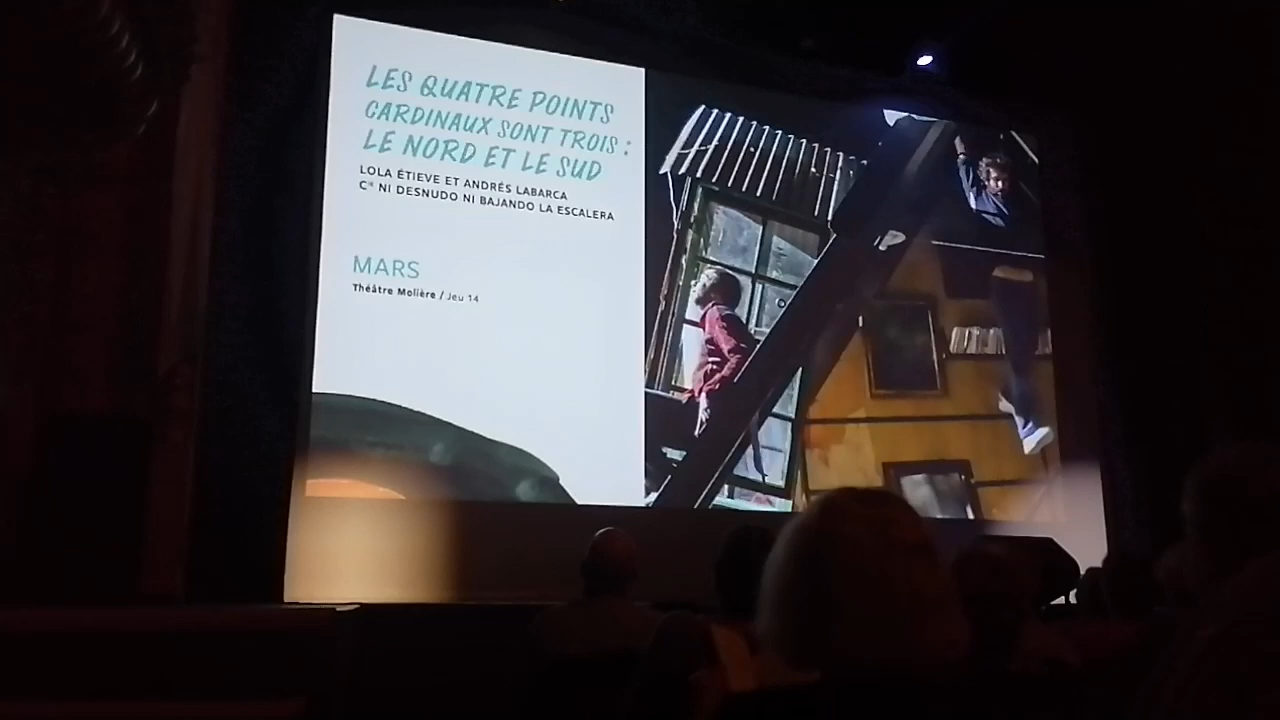 LES QUATRE POINTS
CARDINAUX SONT TROIS :
LE NORD ET LE SUD
LOLA ÉTIEVE ET ANDRÉS LABARCA
Cᴵᴱ NI DESNUDO NI BAJANDO LA ESCALERA
MARS
Théâtre Molière / Jeu 14